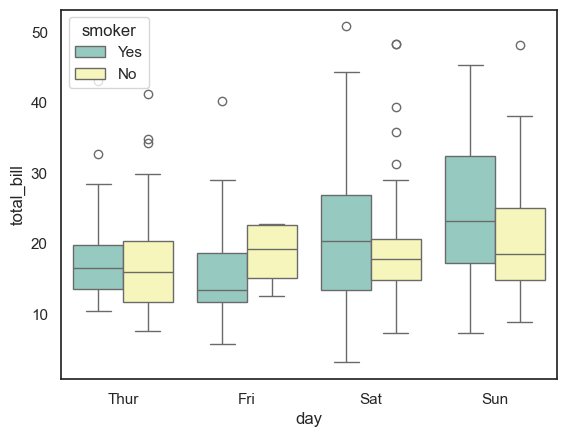 smoker
Yes
No
50
40
30
20
10
total_bill
Thur Fri Sat Sun
day